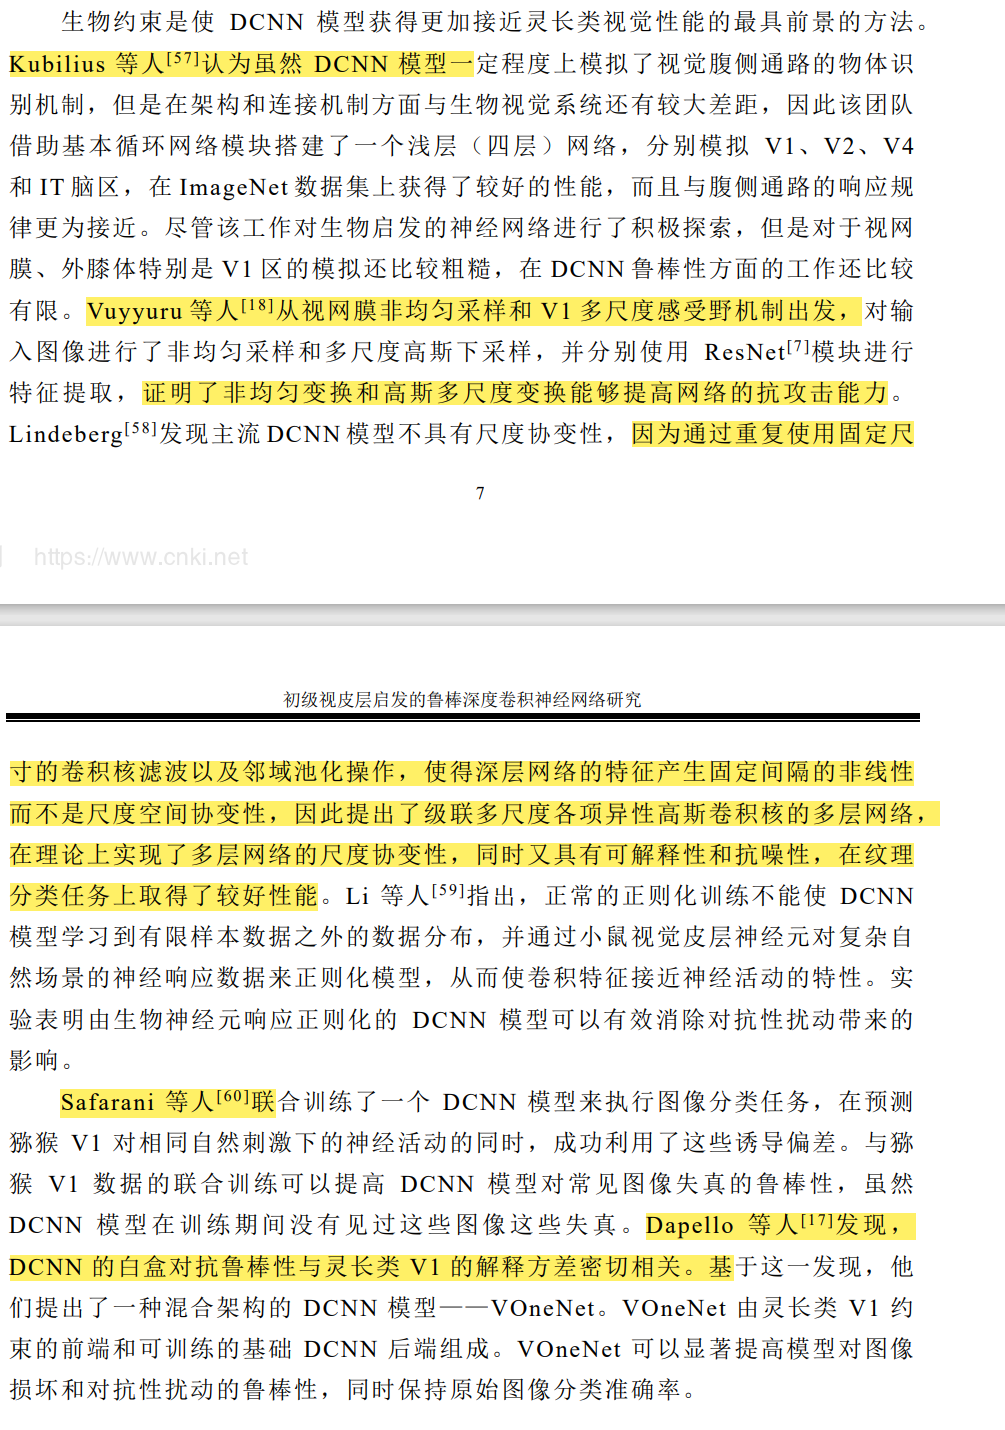 生物约束是使 DCNN 模型获得更加接近灵长类视觉性能的最具前景的方法。
Kubilius 等人[57]认为虽然 DCNN 模型一定程度上模拟了视觉腹侧通路的物体识
别机制，但是在架构和连接机制方面与生物视觉系统还有较大差距，因此该团队
借助基本循环网络模块搭建了一个浅层（四层）网络，分别模拟 V1、V2、V4
和 IT 脑区，在 ImageNet 数据集上获得了较好的性能，而且与腹侧通路的响应规
律更为接近。尽管该工作对生物启发的神经网络进行了积极探索，但是对于视网
膜、外膝体特别是 V1 区的模拟还比较粗糙，在 DCNN 鲁棒性方面的工作还比较
有限。Vuyyuru 等人[18]从视网膜非均匀采样和 V1 多尺度感受野机制出发，对输
入图像进行了非均匀采样和多尺度高斯下采样，并分别使用 ResNet[7]模块进行
特征提取，证明了非均匀变换和高斯多尺度变换能够提高网络的抗攻击能力。
Lindeberg[58]发现主流 DCNN 模型不具有尺度协变性，因为通过重复使用固定尺
7
https://www.cnki.net
初级视皮层启发的鲁棒深度卷积神经网络研究
寸的卷积核滤波以及邻域池化操作，使得深层网络的特征产生固定间隔的非线性
而不是尺度空间协变性，因此提出了级联多尺度各项异性高斯卷积核的多层网络，
在理论上实现了多层网络的尺度协变性，同时又具有可解释性和抗噪性，在纹理
分类任务上取得了较好性能。Li 等人[59]指出，正常的正则化训练不能使 DCNN
模型学习到有限样本数据之外的数据分布，并通过小鼠视觉皮层神经元对复杂自
然场景的神经响应数据来正则化模型，从而使卷积特征接近神经活动的特性。实
验表明由生物神经元响应正则化的 DCNN 模型可以有效消除对抗性扰动带来的
影响。
Safarani 等人[60]联合训练了一个 DCNN 模型来执行图像分类任务，在预测
猕猴 V1 对相同自然刺激下的神经活动的同时，成功利用了这些诱导偏差。与猕
猴 V1 数据的联合训练可以提高 DCNN 模型对常见图像失真的鲁棒性，虽然
DCNN 模型在训练期间没有见过这些图像这些失真。Dapello 等人[17]发现，
DCNN 的白盒对抗鲁棒性与灵长类 V1 的解释方差密切相关。基于这一发现，他
们提出了一种混合架构的 DCNN 模型——VOneNet。VOneNet 由灵长类 V1 约
束的前端和可训练的基础 DCNN 后端组成。VOneNet 可以显著提高模型对图像
损坏和对抗性扰动的鲁棒性，同时保持原始图像分类准确率。